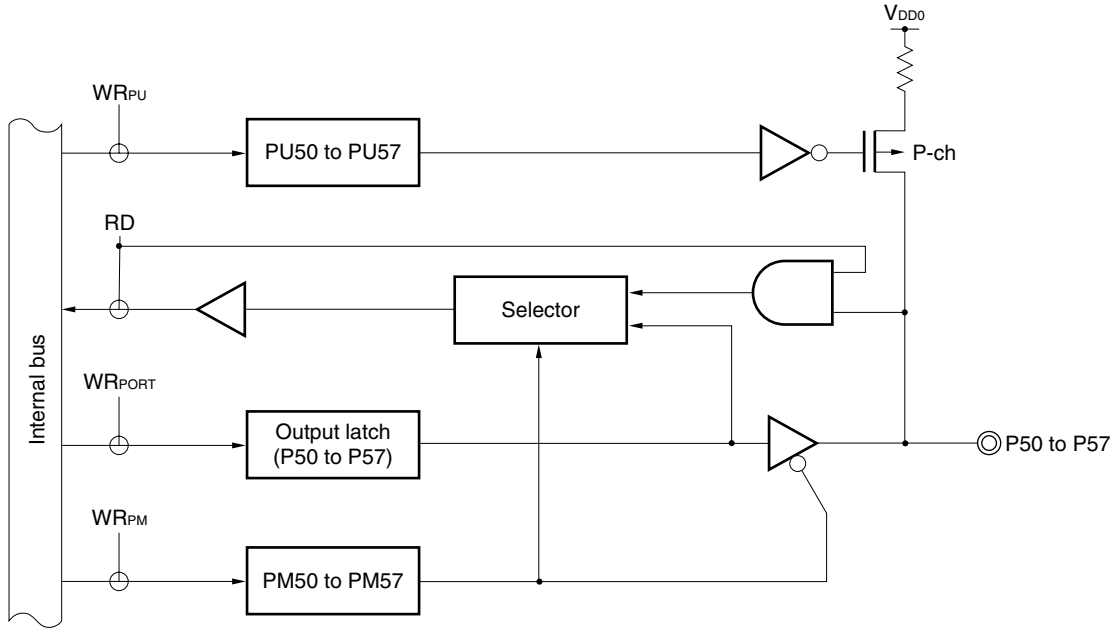 VDD0
WRPU
PU50 to PU57
P-ch
RD
Selector
Internal bus
WRPORT
Output latch
(P50 to P57)
P50 to P57
WRPM
PM50 to PM57